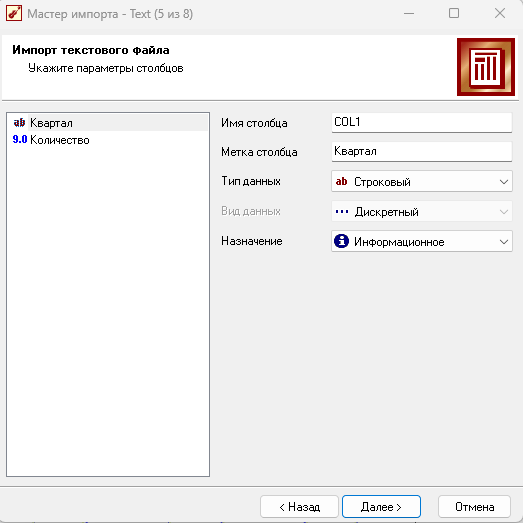 Мастер импорта - Text (5 из 8)
Импорт текстового файла
Укажите параметры столбцов
ab Квартал
9.0 Количество
Имя столбца COL1
Метка столбца Квартал
Тип данных ab Строковый
Вид данных Дискретный
Назначение Информационное
< Назад Далее > Отмена